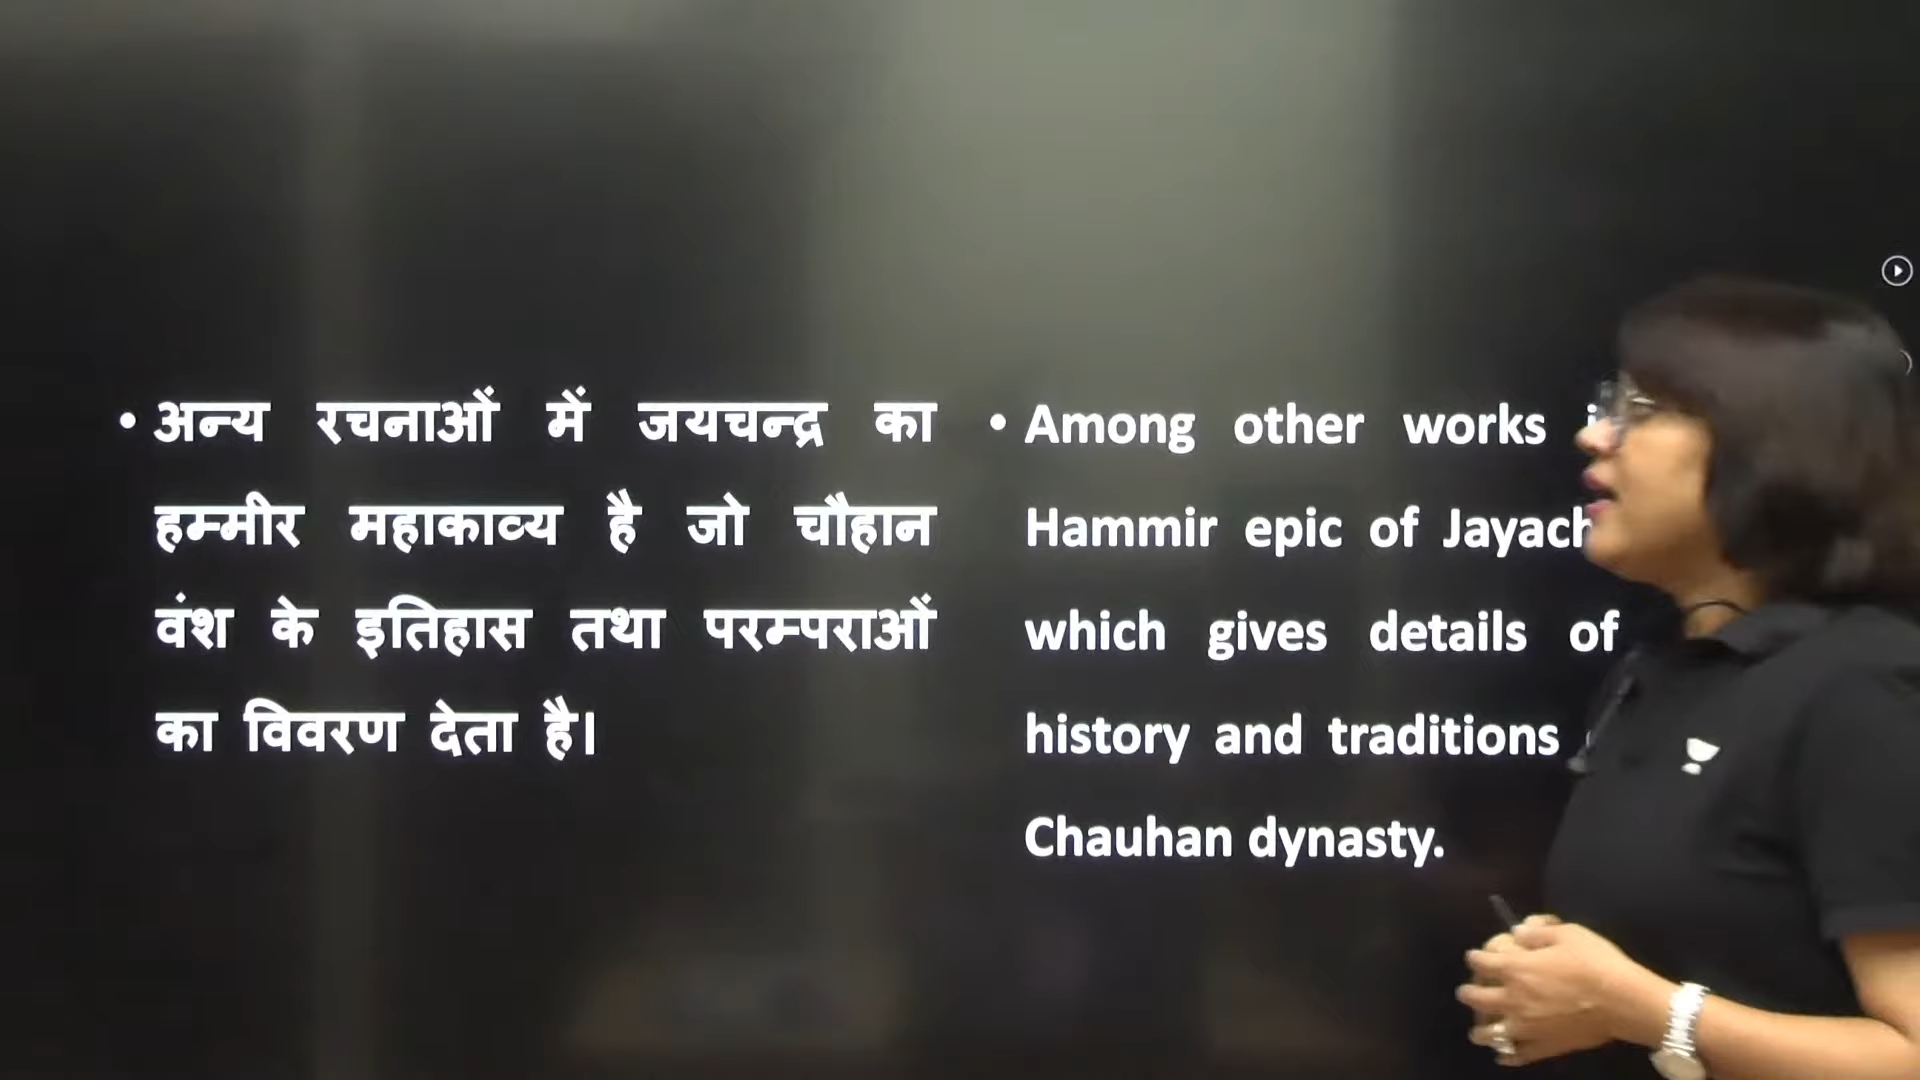 • अन्य रचनाओं में जयचन्द्र का
हम्मीर महाकाव्य है जो चौहान
वंश के इतिहास तथा परम्पराओं
का विवरण देता है।
• Among other works
Hammir epic of
which gives details of
history and traditions
Chauhan dynasty.